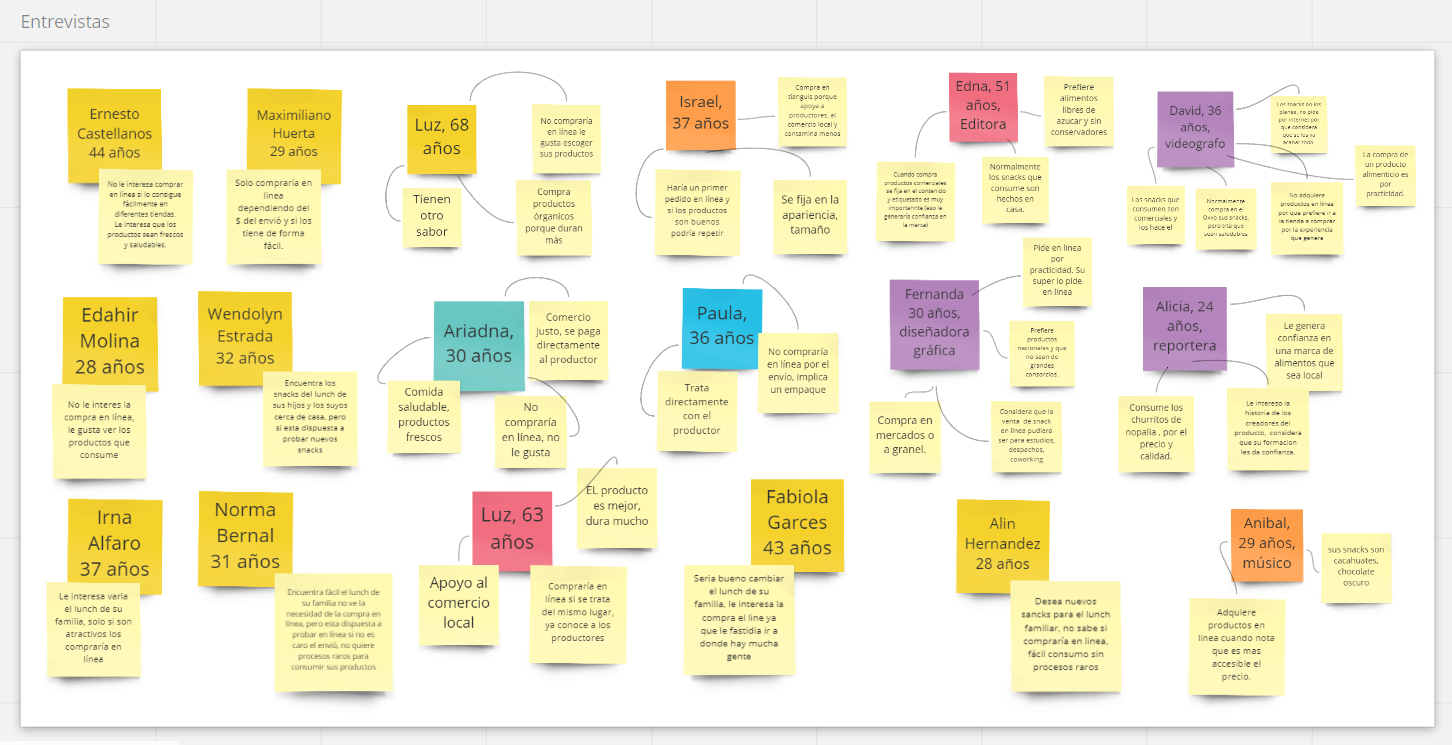 Entrevistas
Ernesto
Castellanos
44 años
No le interesa comprar
en línea si lo consigue
fácilmente en
diferentes tiendas.
Le interesa que los
productos sean frescos
y saludables.
Maximiliano
Huerta
29 años
Solo compraría en
linea
dependiendo del
$ del envió y si los
tiene de forma
fácil.
Luz, 68
años
No compraría
en línea le
gusta escoger
sus productos
Tienen
otro
sabor
Compra
productos
órganicos
porque duran
más
Israel,
37 años
Compra en
tianguis porque
apoya a
productores, al
comercio local y
contamina menos
Haría un primer
pedido en línea y
si los productos
son buenos
podría repetir
Se fija en la
apariencia,
tamaño
Edna, 51
años,
Editora
Prefiere
alimentos
libres de
azucar y sin
conservadores
Cuando compra
productos comerciales
se fija en el contenido
y etiquetado es muy
importannte (eso le
generaría confianza en
la marca)
Normalmente
los snacks que
consume son
hechos en
casa.
David, 36
años,
videografo
Los snacks no los
planea, no pide
por internet por
que considera
que se los va
acabar todo
La compra de
un producto
alimenticio es
por
practicidad.
Los snacks que
consumen son
comerciales y
los hace el
Normalmente
compra en el
Oxxo sus snacks,
pero trta que
sean saludables
No adquiere
productos en línea
por que prefiere ir a
la tienda a comprar
por la experiencia
que genera
Edahir
Molina
28 años
No le interes la
compra en línea,
le gusta ver los
productos que
consume
Wendolyn
Estrada
32 años
Encuentra los
snacks del lunch de
sus hijos y los suyos
cerca de casa, pero
si esta dispuesta a
probar nuevos
snacks
Ariadna,
30 años
Comercio
justo, se paga
directamente
al productor
Comida
saludable,
productos
frescos
No
compraría
en línea, no
le gusta
Paula,
36 años
No compraría
en línea por el
envío, implica
un empaque
Trata
directamente
con el
productor
Fernanda
30 años,
diseñadora
gráfica
Pide en linea
por
practicidad. Su
super lo pide
en linea
Prefiere
productos
nacionales y que
no sean de
grandes
consorcios.
Compra en
mercados o
a granel.
Considera que la
venta de snack
en línea pudiera
ser para estudios,
despachos,
coworking
Alicia, 24
años,
reportera
Le genera
confianza en
una marca de
alimentos que
sea local
Consume los
churritos de
nopalia , por el
precio y
calidad.
Le interesa la
historia de los
creadores del
producto, considera
que su formacion
les da confianza.
Irna
Alfaro
37 años
Le interesa varia
el lunch de su
familia, solo si son
atractivos los
compraría en
línea
Norma
Bernal
31 años
Encuentra fácil el lunch de
su familia no ve la
necesidad de la compra en
línea, pero esta dispuesta a
probar en línea si no es
caro el envió, no quiere
procesos raros para
consumir sus productos
Luz, 63
años
EL producto
es mejor,
dura mucho
Apoyo al
comercio
local
Compraría en
línea si se trata
del mismo lugar,
ya conoce a los
productores
Fabiola
Garces
43 años
Seria bueno cambiar
el lunch de su
familia, le interesa la
compra el line ya
que le fastidia ir a
donde hay mucha
gente
Alin
Hernandez
28 años
Desea nuevos
sancks para el lunch
familiar, no sabe si
compraría en línea,
fácil consumo sin
procesos raros
Anibal,
29 años,
músico
sus snacks son
cacahuates,
chocolate
oscuro
Adquiere
productos en
linea cuando nota
que es mas
accesible el
precio.